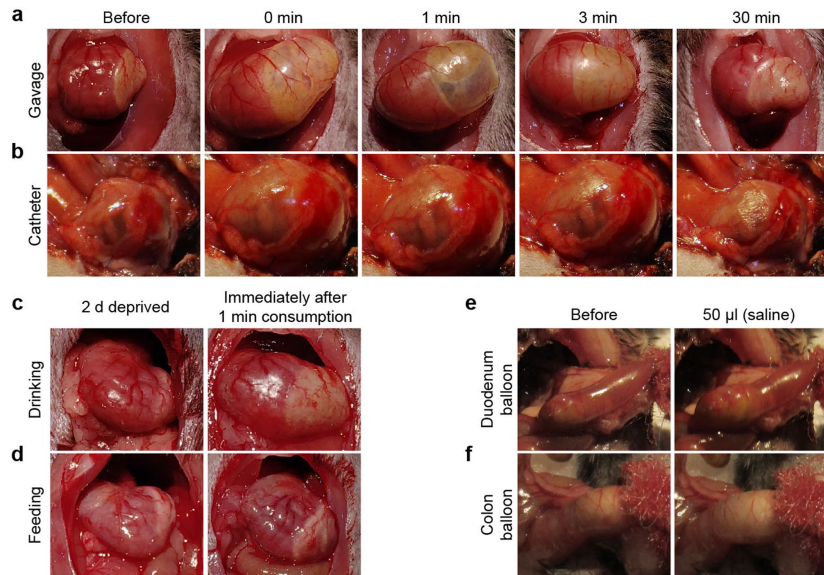 a
Before
0 min
1 min
3 min
30 min
Gavage
b
Catheter
c
2 d deprived
Immediately after
1 min consumption
Drinking
d
Feeding
e
Before
50 µl (saline)
Duodenum
balloon
f
Colon
balloon